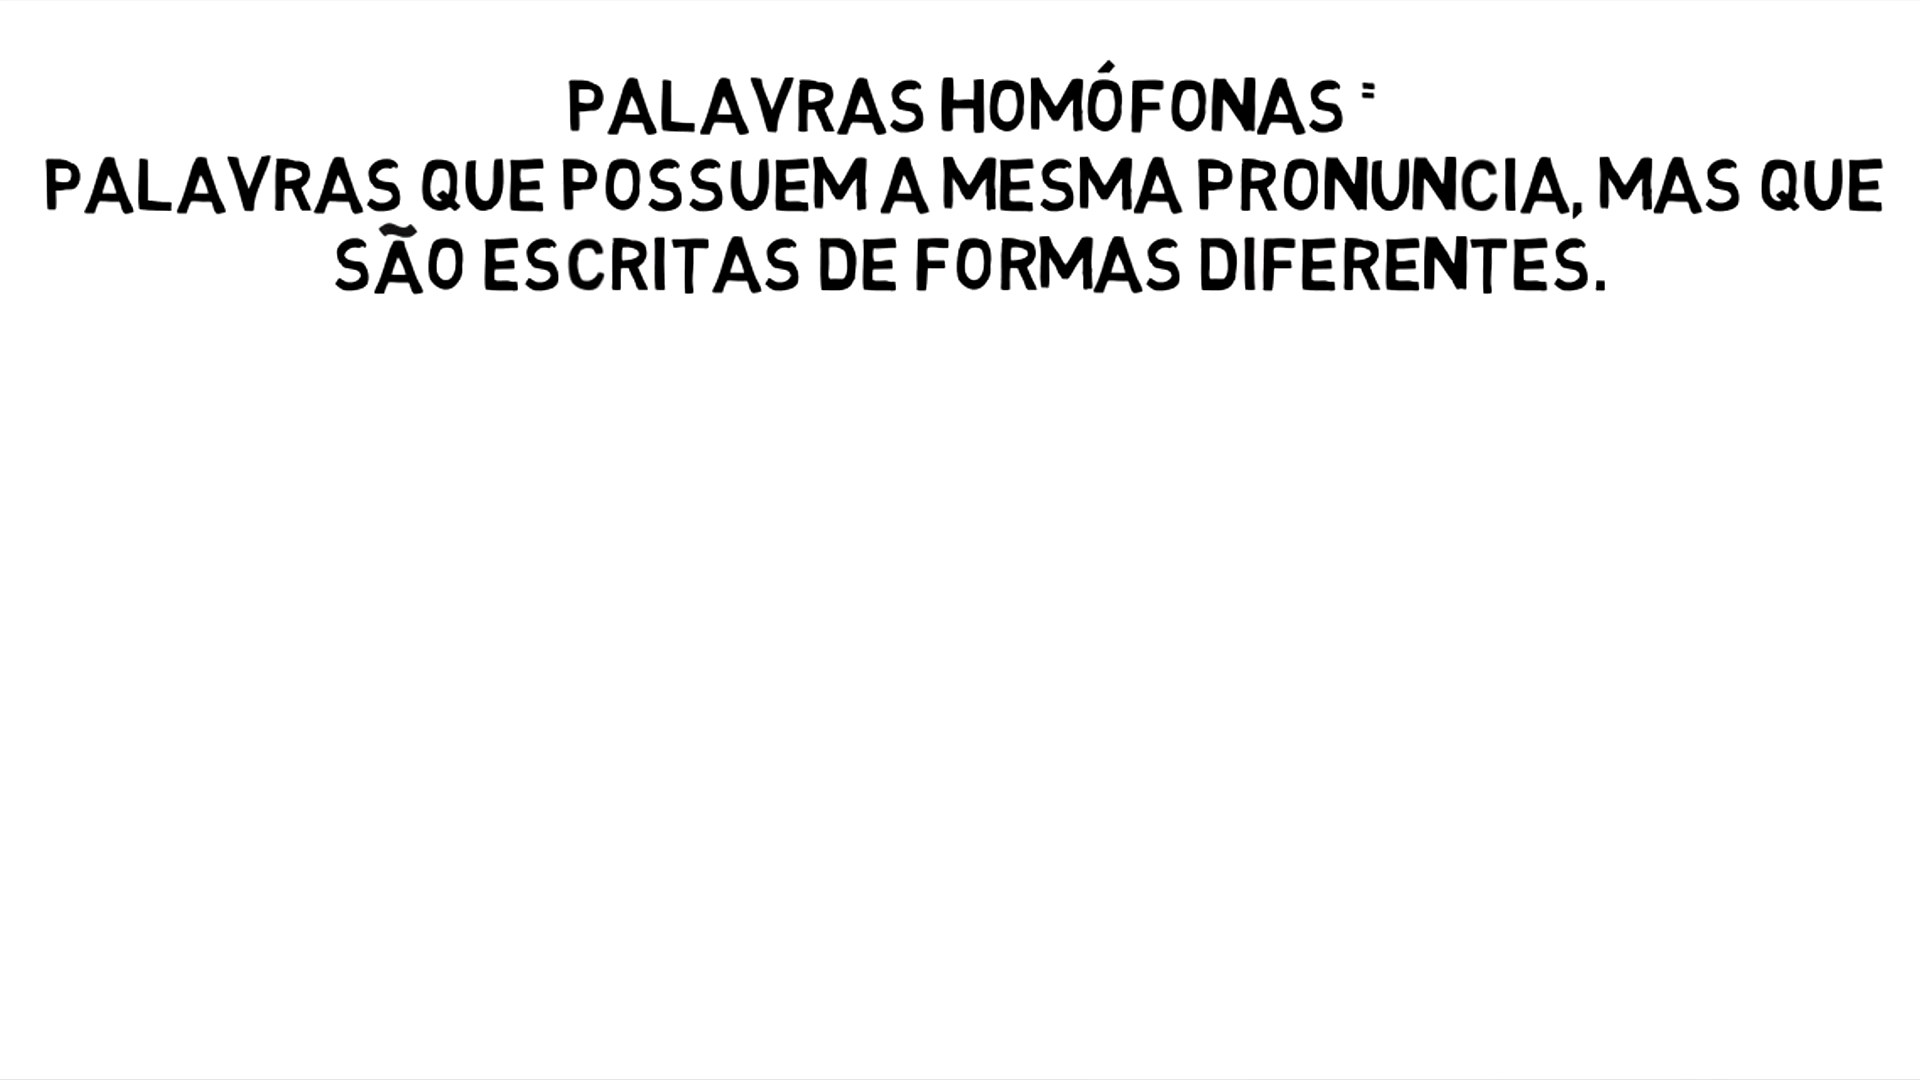 PALAVRAS HOMÓFONAS =
PALAVRAS QUE POSSUEM A MESMA PRONUNCIA, MAS QUE
SÃO ESCRITAS DE FORMAS DIFERENTES.